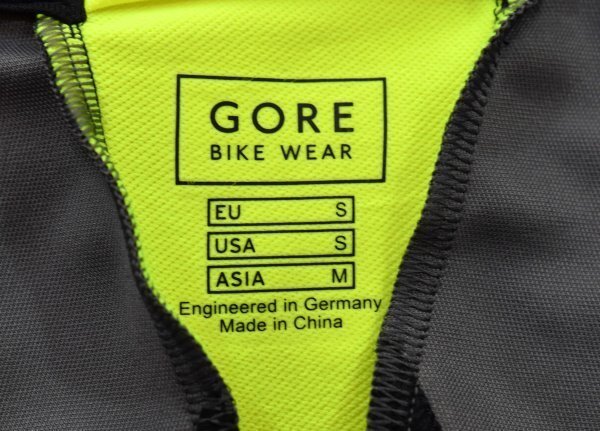 GORE
BIKE WEAR
EU S
USA S
ASIA M
Engineered in Germany
Made in China